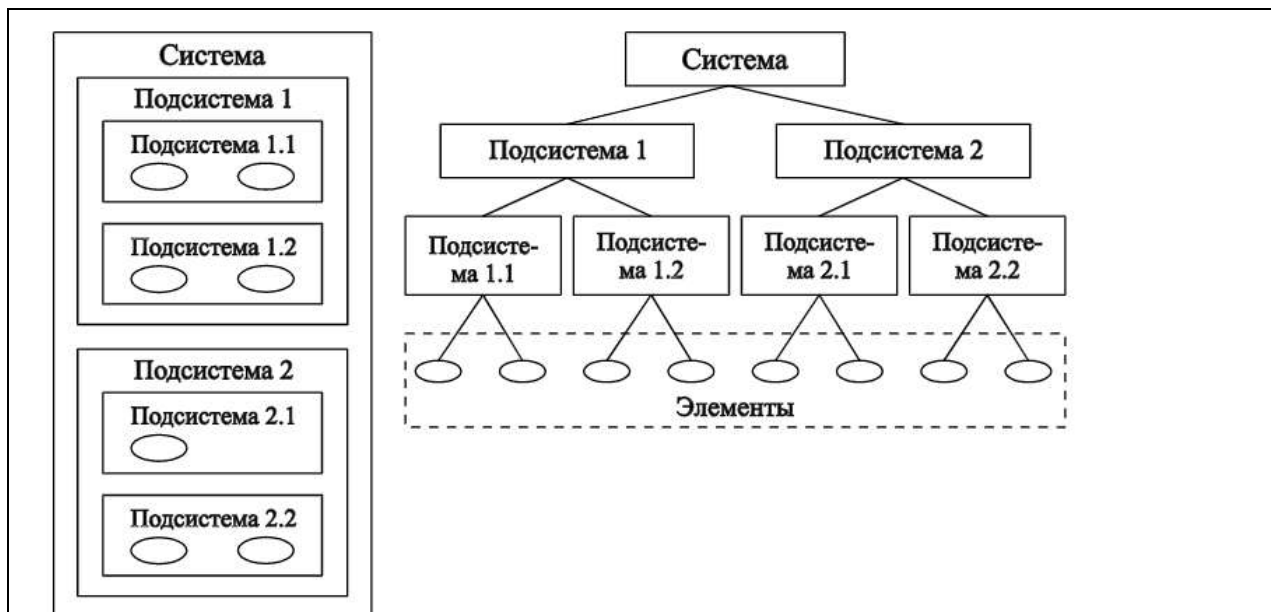 Система
Подсистема 1
Подсистема 1.1
Подсистема 1.2
Подсистема 2
Подсистема 2.1
Подсистема 2.2
Система
Подсистема 1
Подсистема 2
Подсисте-
ма 1.1
Подсисте-
ма 1.2
Подсисте-
ма 2.1
Подсисте-
ма 2.2
Элементы